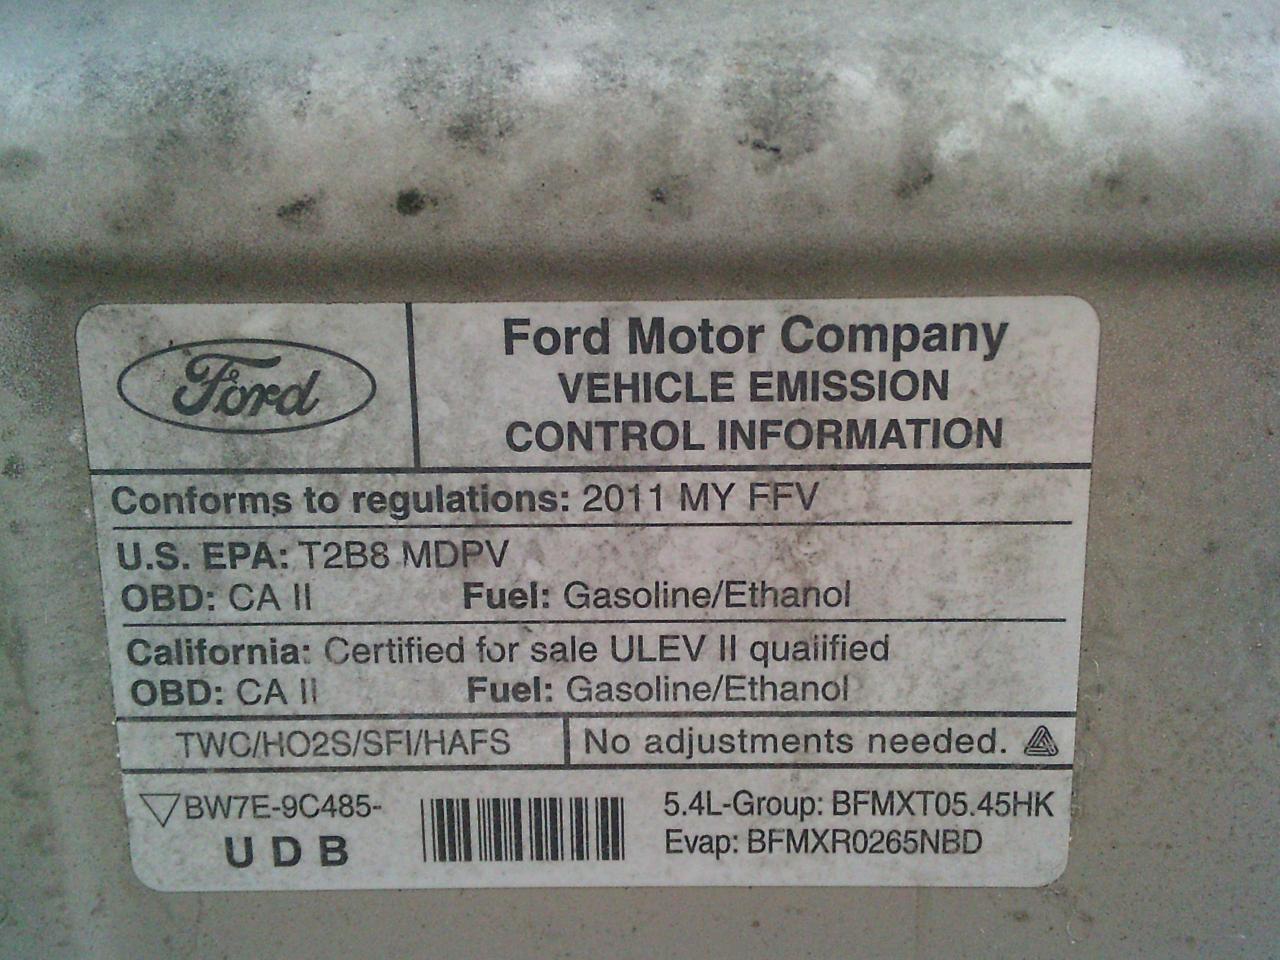 Ford
Ford Motor Company
VEHICLE EMISSION
CONTROL INFORMATION
Conforms to regulations: 2011 MY FFV
U.S. EPA: T2B8 MDPV
OBD: CA II Fuel: Gasoline/Ethanol
California: Certified for sale ULEV II qualified
OBD: CA II Fuel: Gasoline/Ethanol
TWC/HO2S/SFI/HAFS
No adjustments needed.
BW7E-9C485-
UDB
5.4L-Group: BFMXT05.45HK
Evap: BFMXR0265NBD